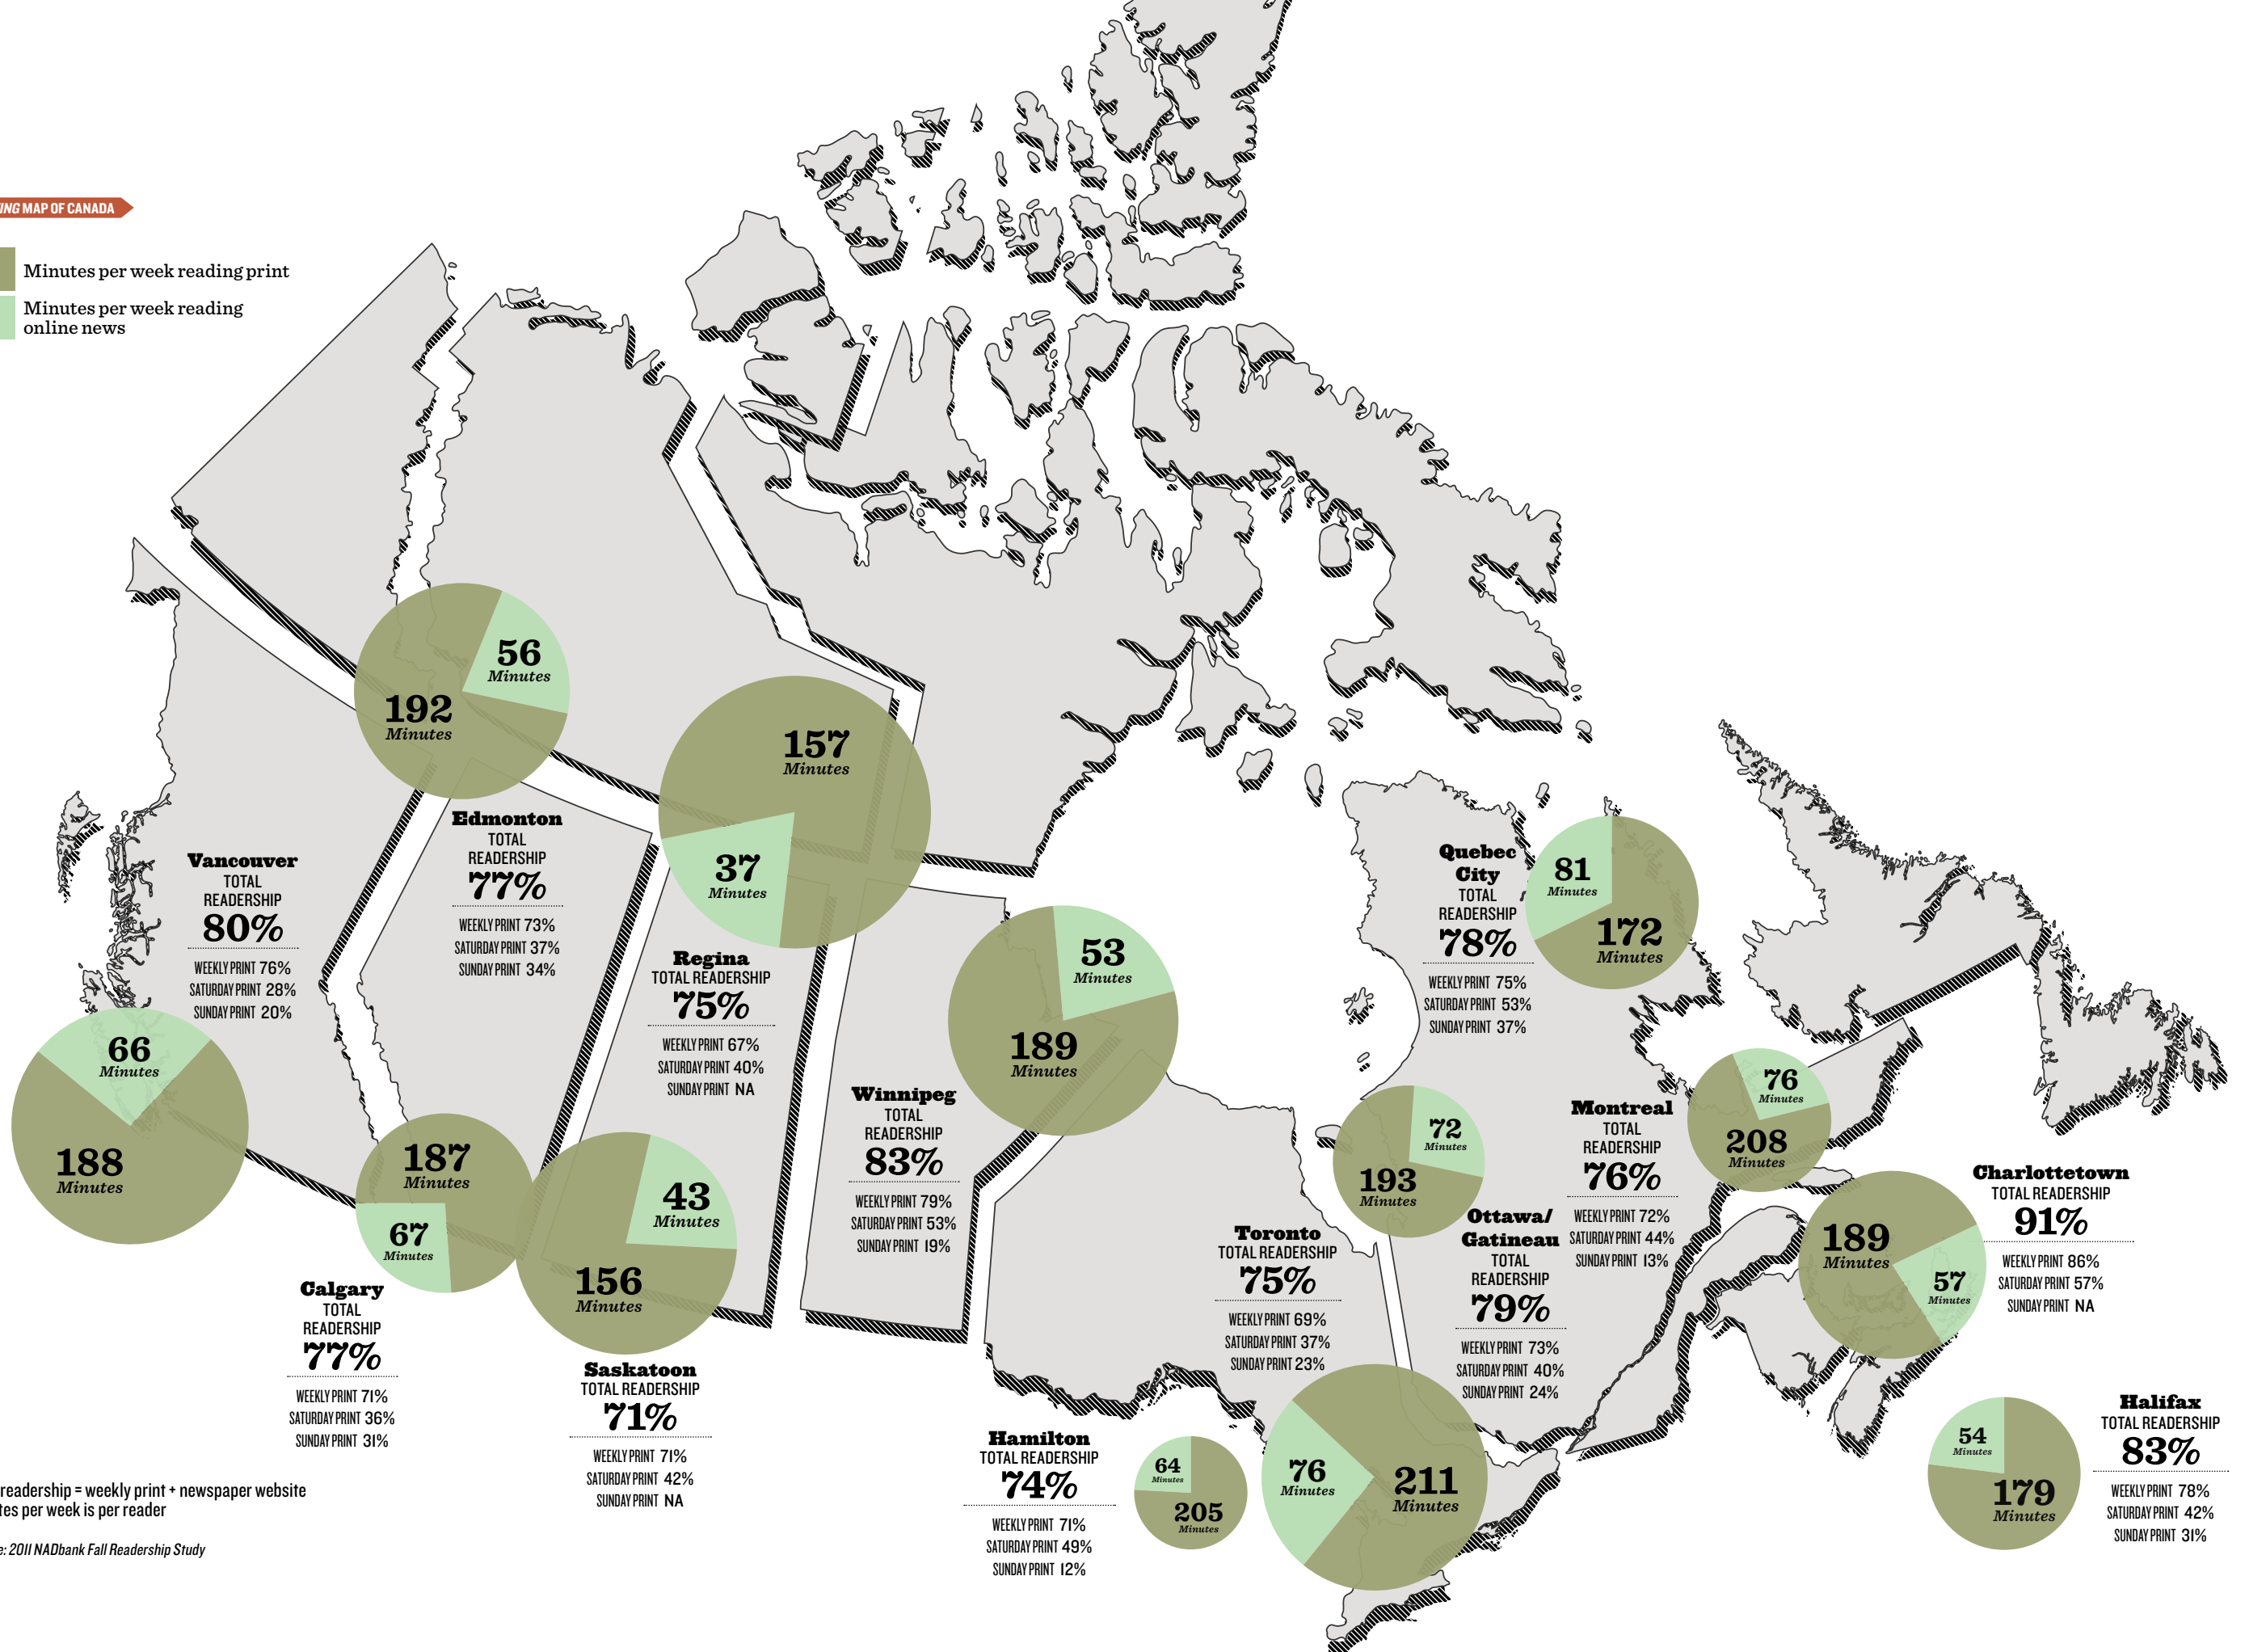 MAP OF CANADA
Minutes per week reading print
Minutes per week reading
online news
56
Minutes
192
Minutes
157
Minutes
37
Minutes
Edmonton
TOTAL
READERSHIP
77%
WEEKLY PRINT 73%
SATURDAY PRINT 37%
SUNDAY PRINT 34%
Vancouver
TOTAL
READERSHIP
80%
WEEKLY PRINT 76%
SATURDAY PRINT 28%
SUNDAY PRINT 20%
66
Minutes
188
Minutes
Regina
TOTAL READERSHIP
75%
WEEKLY PRINT 67%
SATURDAY PRINT 40%
SUNDAY PRINT NA
53
Minutes
189
Minutes
Winnipeg
TOTAL
READERSHIP
83%
WEEKLY PRINT 79%
SATURDAY PRINT 53%
SUNDAY PRINT 19%
187
Minutes
67
Minutes
Calgary
TOTAL
READERSHIP
77%
WEEKLY PRINT 71%
SATURDAY PRINT 36%
SUNDAY PRINT 31%
43
Minutes
156
Minutes
Saskatoon
TOTAL READERSHIP
71%
WEEKLY PRINT 71%
SATURDAY PRINT 42%
SUNDAY PRINT NA
Quebec
City
TOTAL
READERSHIP
78%
WEEKLY PRINT 75%
SATURDAY PRINT 53%
SUNDAY PRINT 37%
81
Minutes
172
Minutes
Montreal
TOTAL
READERSHIP
76%
WEEKLY PRINT 72%
SATURDAY PRINT 44%
SUNDAY PRINT 13%
76
Minutes
208
Minutes
72
Minutes
193
Minutes
Ottawa/
Gatineau
TOTAL
READERSHIP
79%
WEEKLY PRINT 73%
SATURDAY PRINT 40%
SUNDAY PRINT 24%
Toronto
TOTAL READERSHIP
75%
WEEKLY PRINT 69%
SATURDAY PRINT 37%
SUNDAY PRINT 23%
76
Minutes
211
Minutes
Hamilton
TOTAL READERSHIP
74%
WEEKLY PRINT 71%
SATURDAY PRINT 49%
SUNDAY PRINT 12%
64
Minutes
205
Minutes
189
Minutes
57
Minutes
Charlottetown
TOTAL READERSHIP
91%
WEEKLY PRINT 86%
SATURDAY PRINT 57%
SUNDAY PRINT NA
54
Minutes
179
Minutes
Halifax
TOTAL READERSHIP
83%
WEEKLY PRINT 78%
SATURDAY PRINT 42%
SUNDAY PRINT 31%
readership = weekly print + newspaper website
per week is per reader
2011 NADbank Fall Readership Study